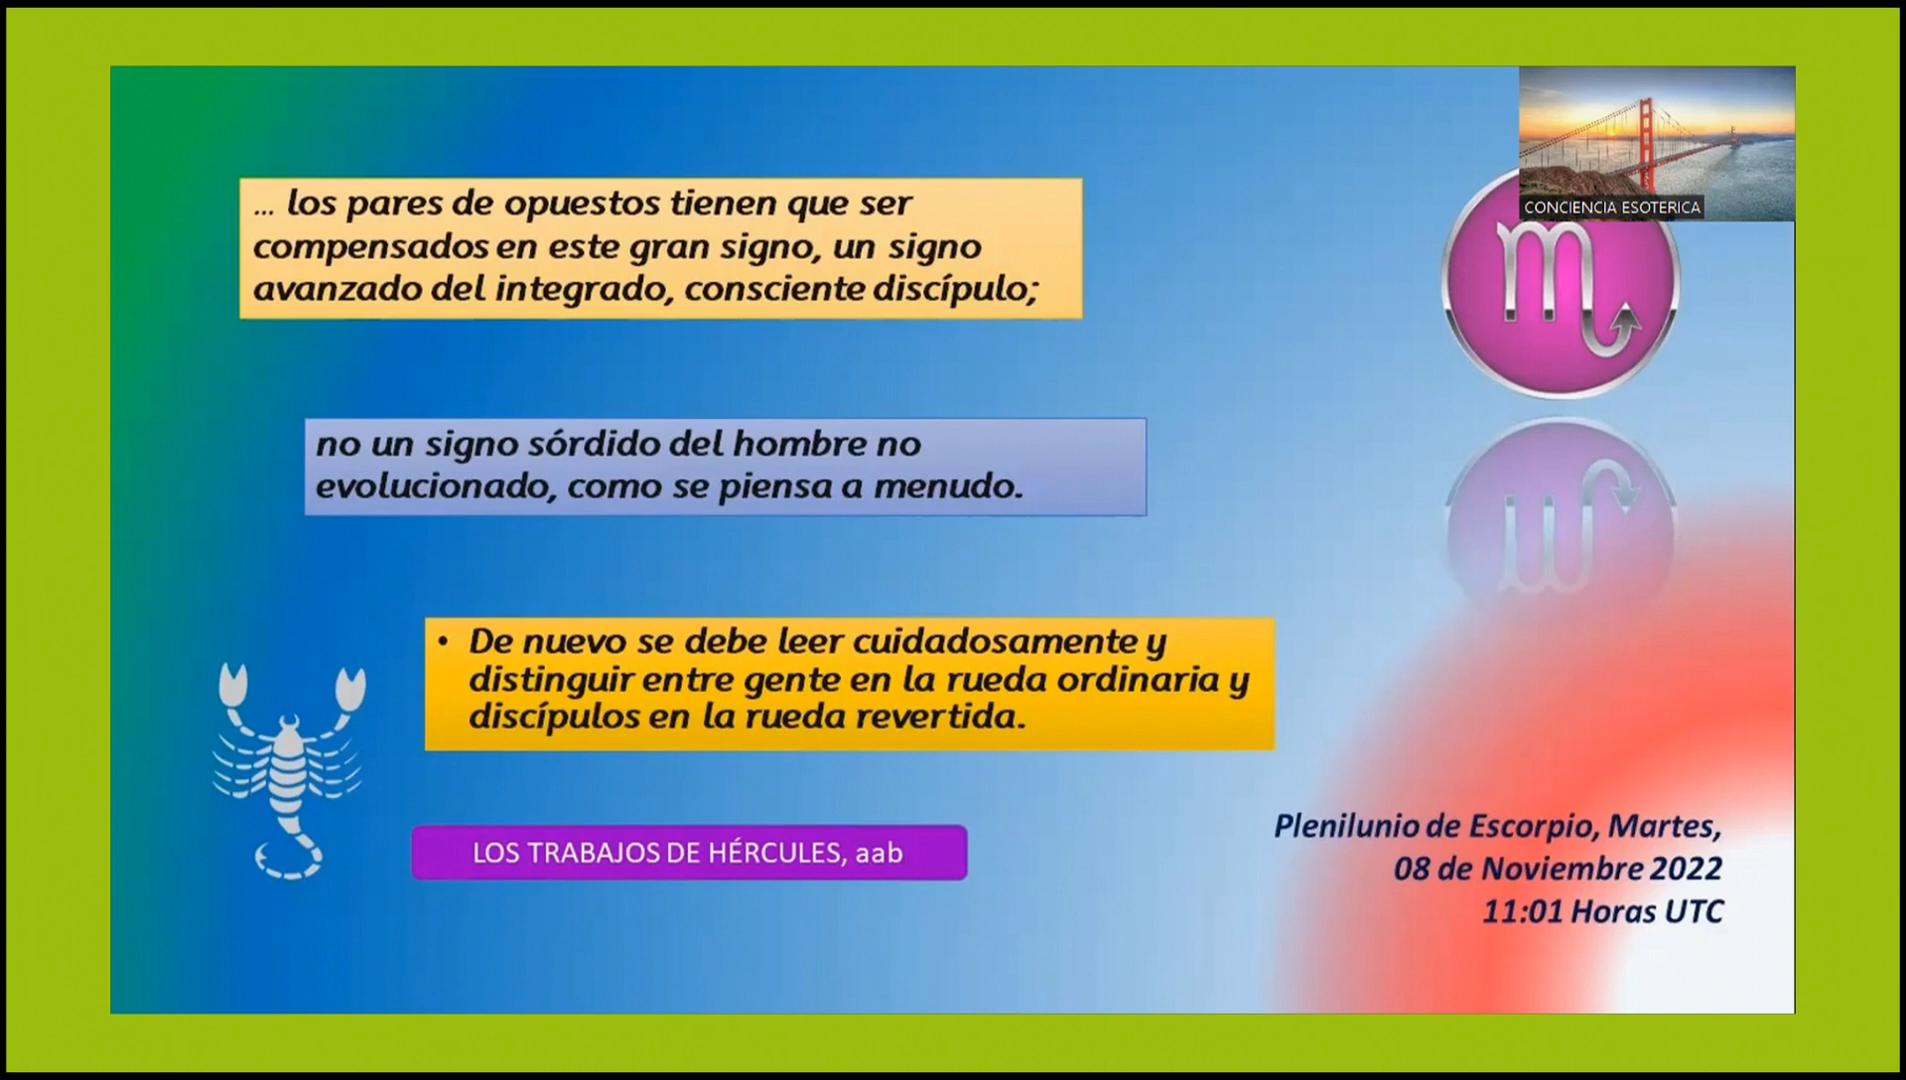 CONCIENCIA ESOTERICA
... los pares de opuestos tienen que ser
compensados en este gran signo, un signo
avanzado del integrado, consciente discípulo;
no un signo sórdido del hombre no
evolucionado, como se piensa a menudo.
• De nuevo se debe leer cuidadosamente y
distinguir entre gente en la rueda ordinaria y
discípulos en la rueda revertida.
LOS TRABAJOS DE HÉRCULES, aab
Plenilunio de Escorpio, Martes,
08 de Noviembre 2022
11:01 Horas UTC